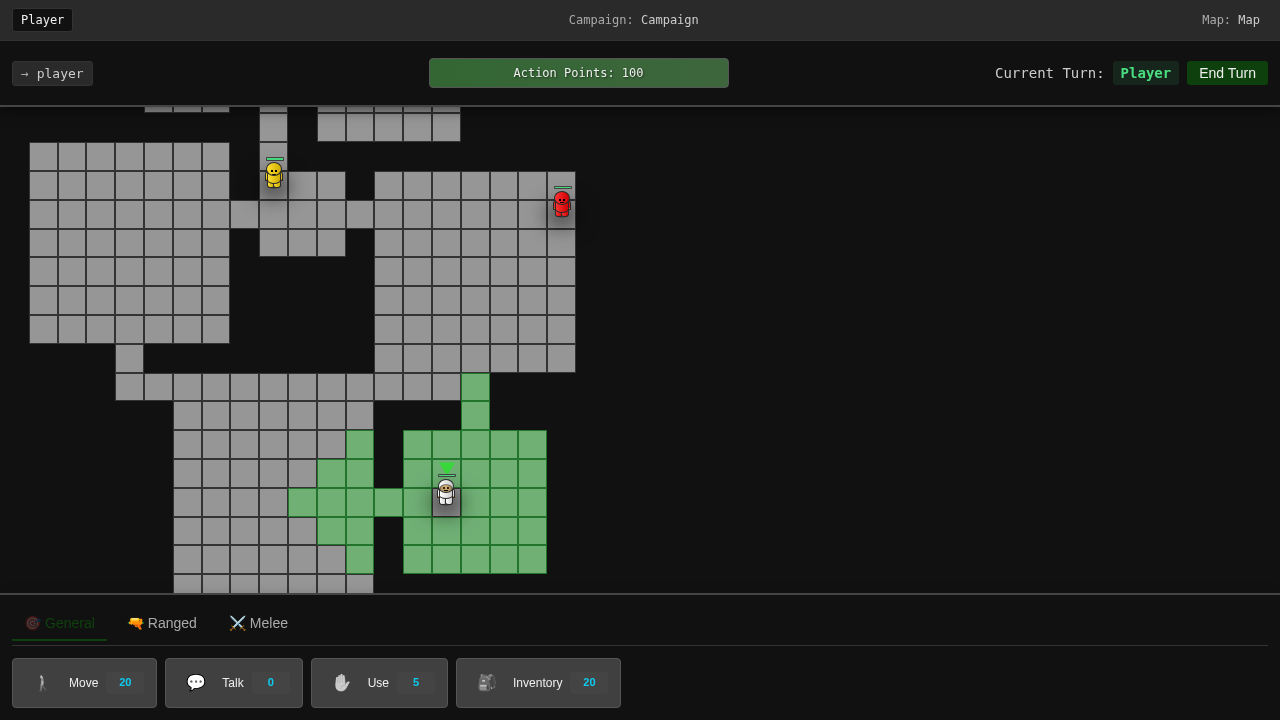 Player
Campaign: Campaign
Map: Map
→ player
Action Points: 100
Current Turn: Player
End Turn
General
Ranged
Melee
Move 20
Talk 0
Use 5
Inventory 20